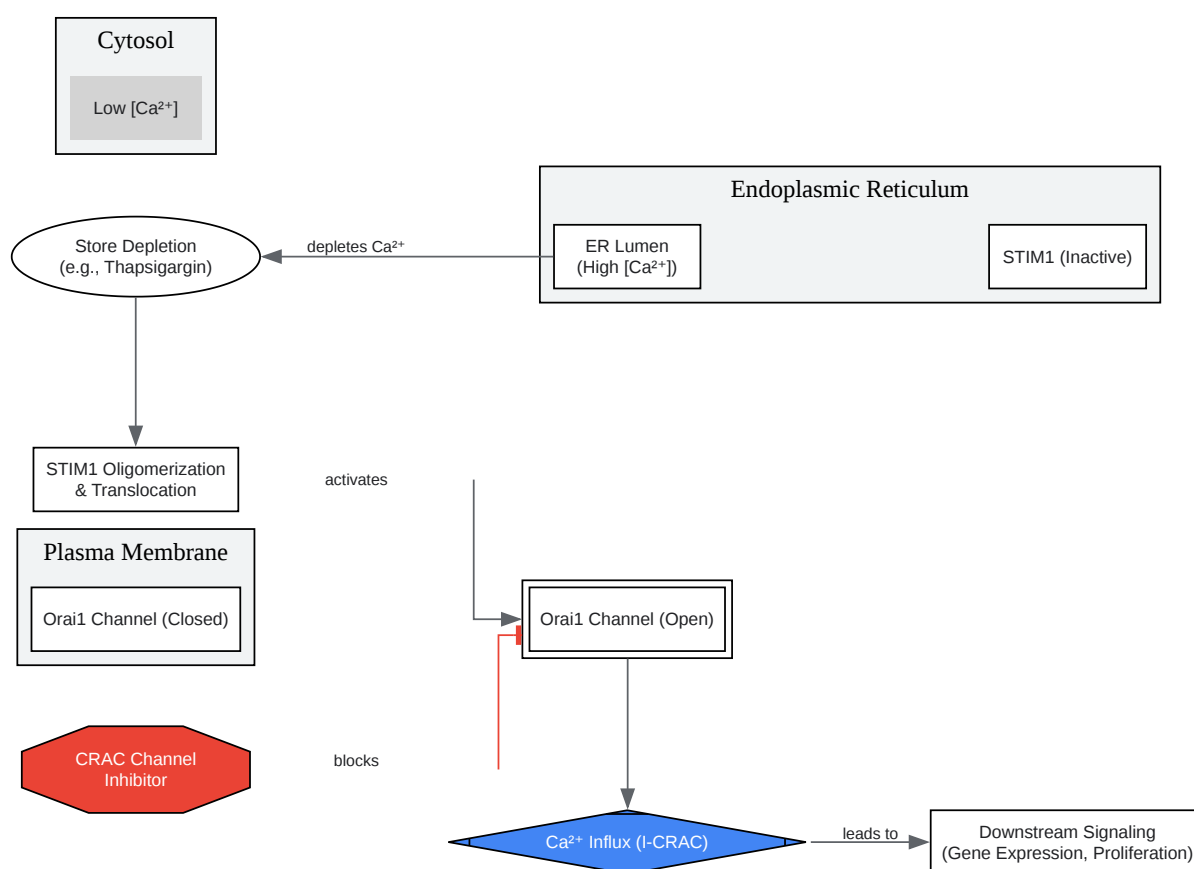 Cytosol
Low [Ca²⁺]
Endoplasmic Reticulum
Store Depletion
(e.g., Thapsigargin)
depletes Ca²⁺
ER Lumen
(High [Ca²⁺])
STIM1 (Inactive)
STIM1 Oligomerization
& Translocation
activates
Plasma Membrane
Orai1 Channel (Closed)
Orai1 Channel (Open)
CRAC Channel
Inhibitor
blocks
Ca²⁺ Influx (I-CRAC)
leads to
Downstream Signaling
(Gene Expression, Proliferation)